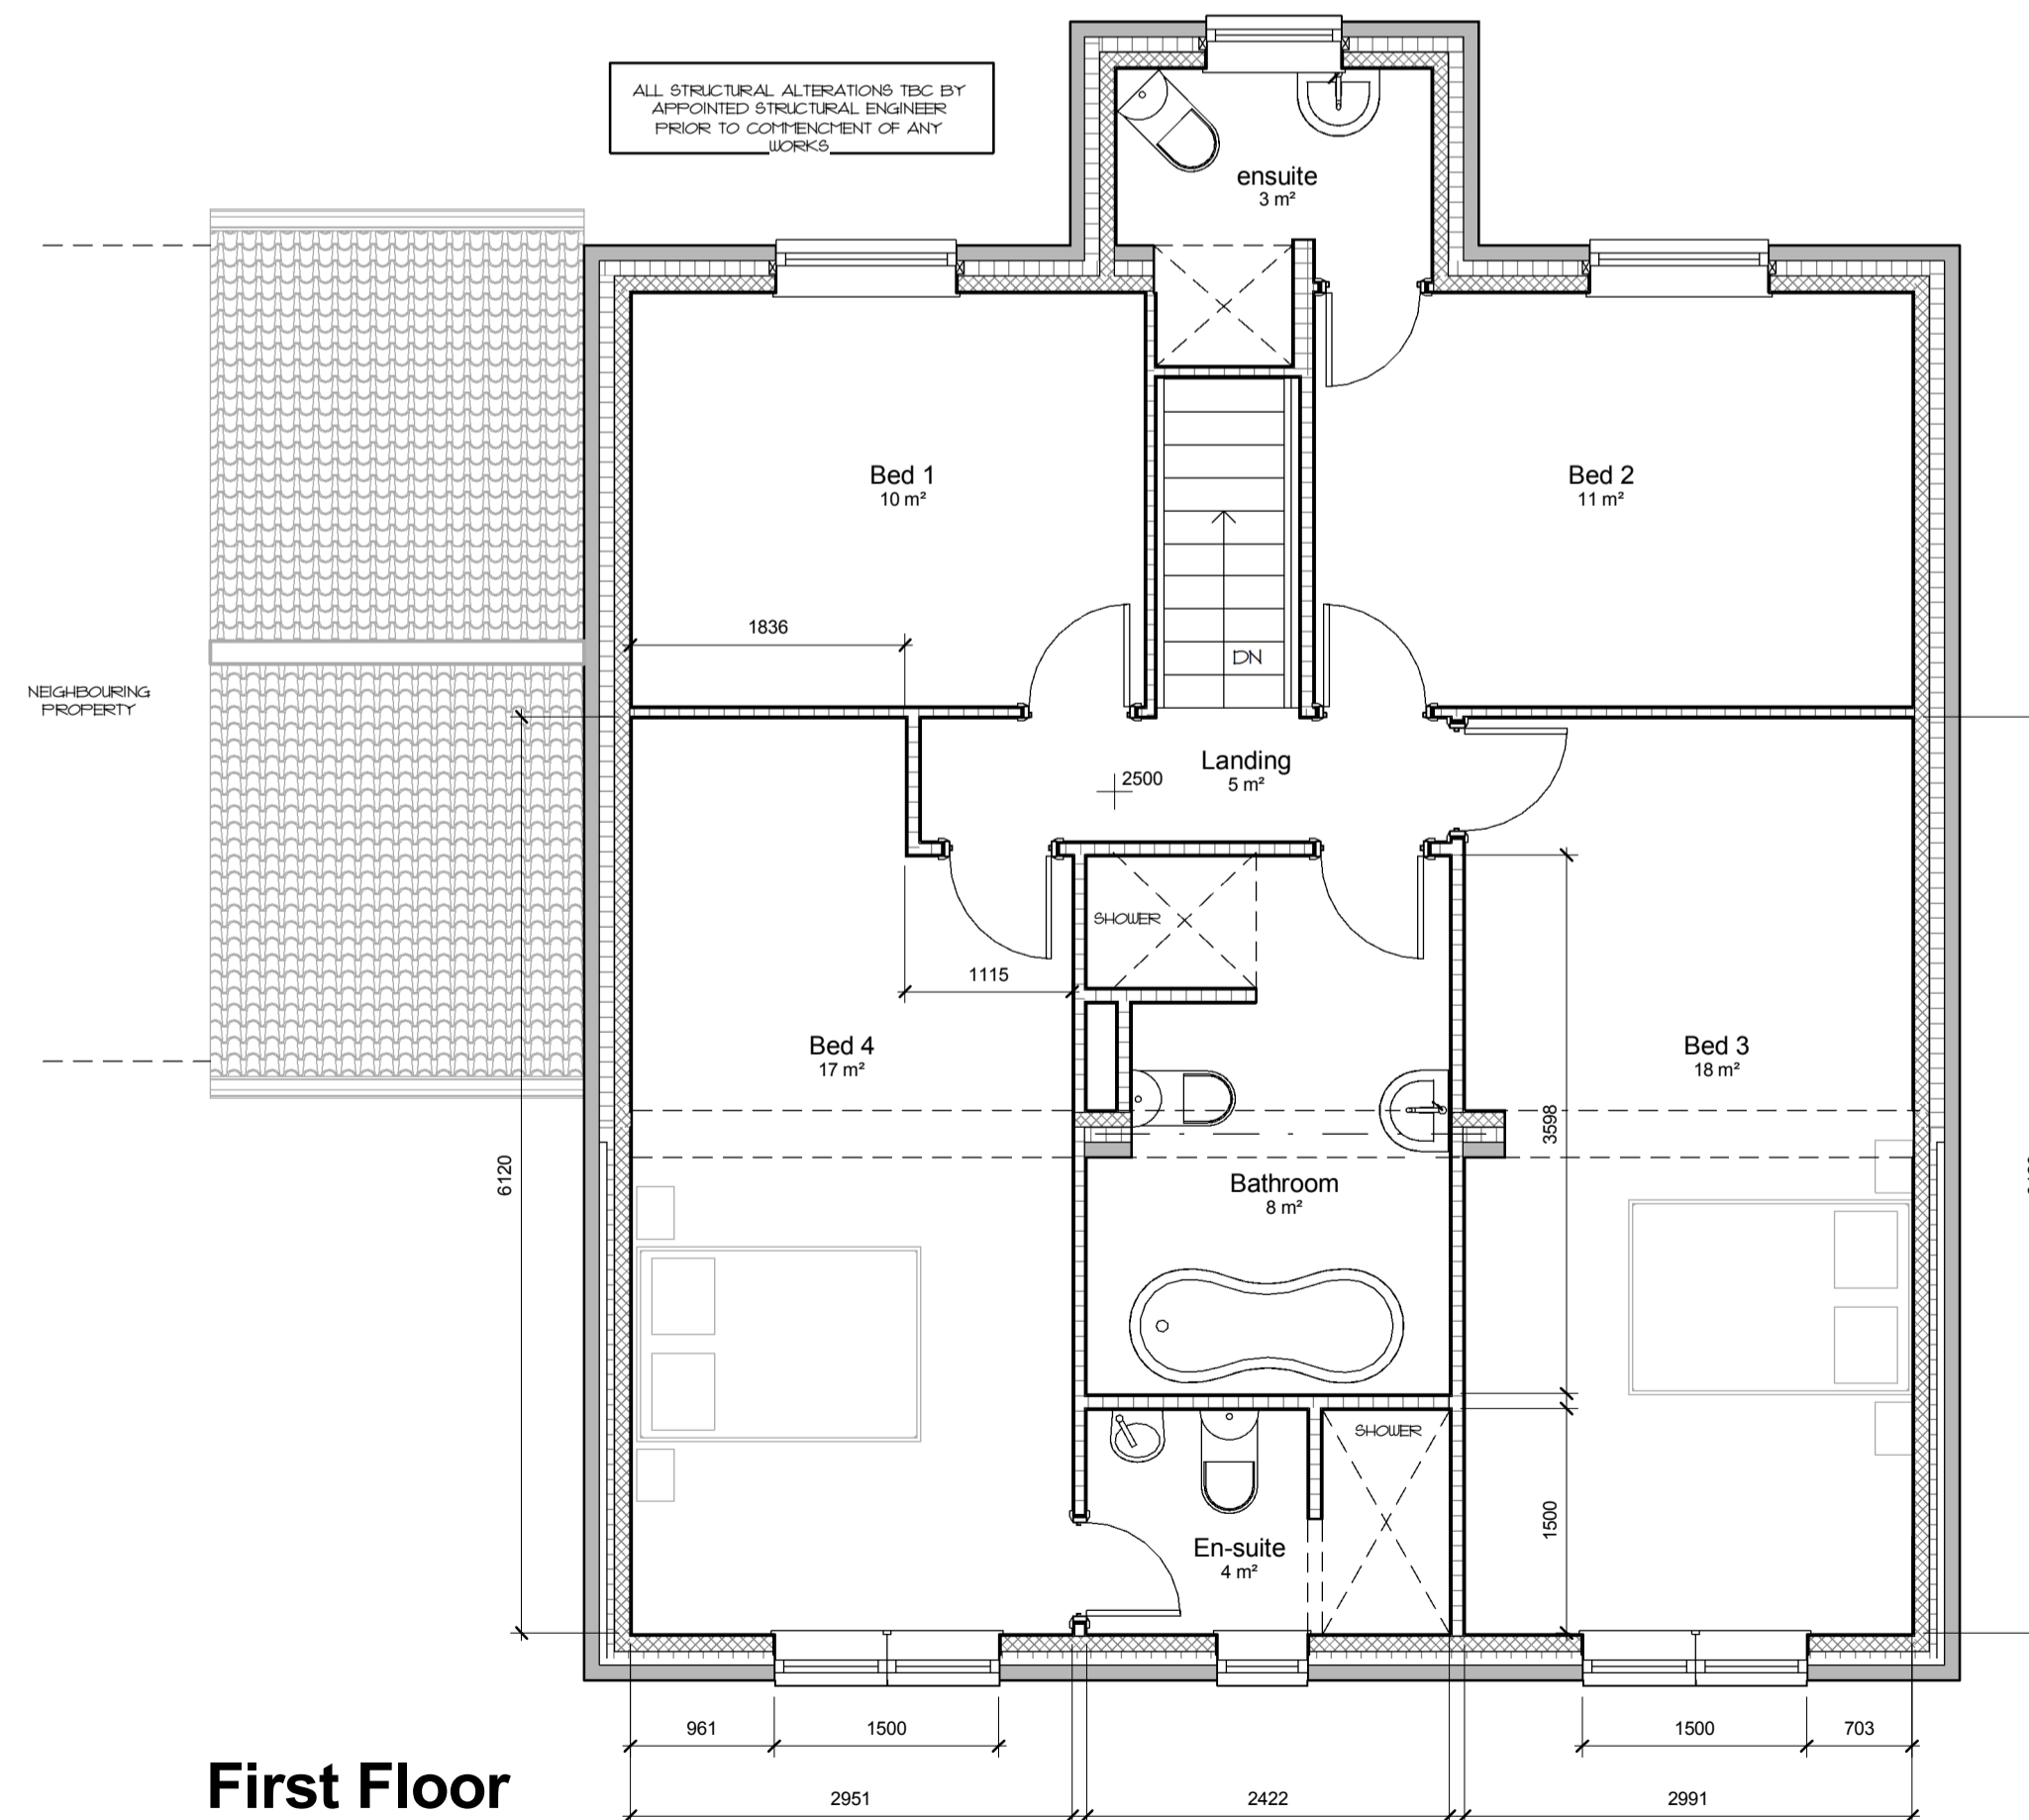 ALL STRUCTURAL ALTERATIONS TBC BY
APPOINTED STRUCTURAL ENGINEER
PRIOR TO COMMENCMENT OF ANY
WORKS
ensuite
3 m²
Bed 1
10 m²
Bed 2
11 m²
1836
DN
NEIGHBOURING
PROPERTY
Landing
5 m²
2500
SHOWER
1115
Bed 4
17 m²
Bed 3
18 m²
3598
6120
Bathroom
8 m²
SHOWER
1500
En-suite
4 m²
961
1500
1500
703
First Floor
2951
2422
2991